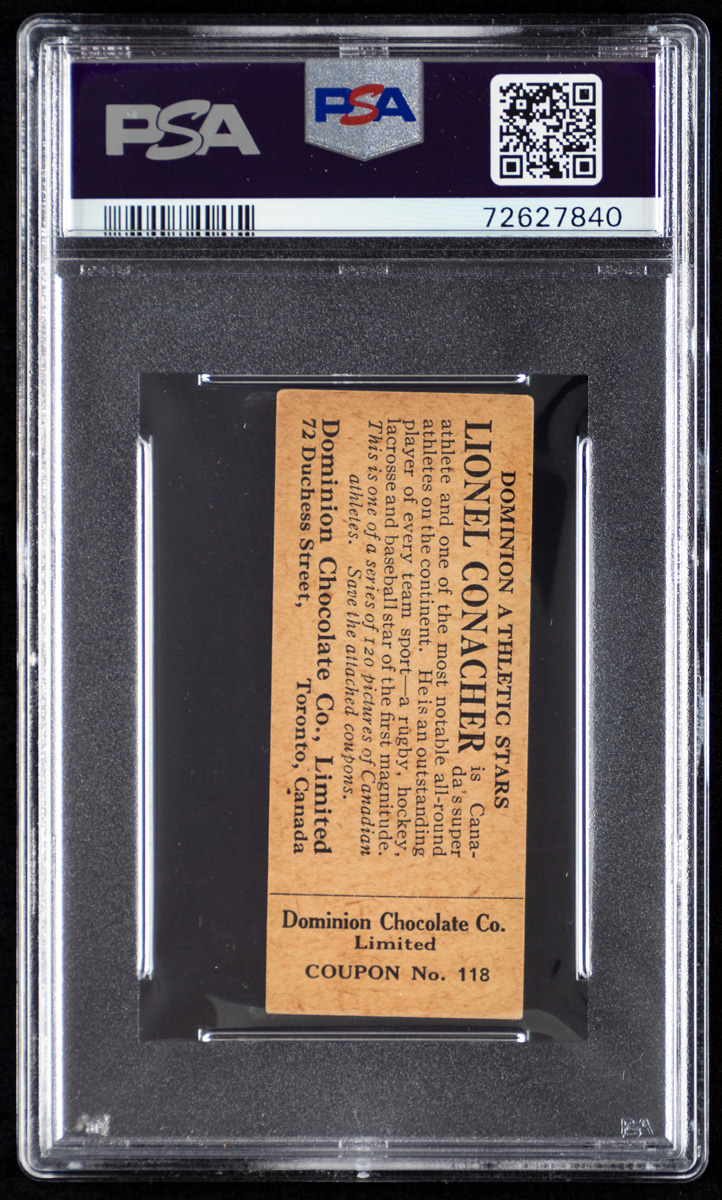 PSA
PSA
72627840
DOMINION ATHLETIC STARS
LIONEL CONACHER is Cana-
da's super
athlete and one of the most notable all-round
athletes on the continent. He is an outstanding
player of every team sport—a rugby, hockey,
lacrosse and baseball star of the first magnitude.
This is one of a series of 120 pictures of Canadian
athletes. Save the attached coupons.
Dominion Chocolate Co., Limited
72 Duchess Street, Toronto, Canada
Dominion Chocolate Co.
Limited
COUPON No. 118
PSA